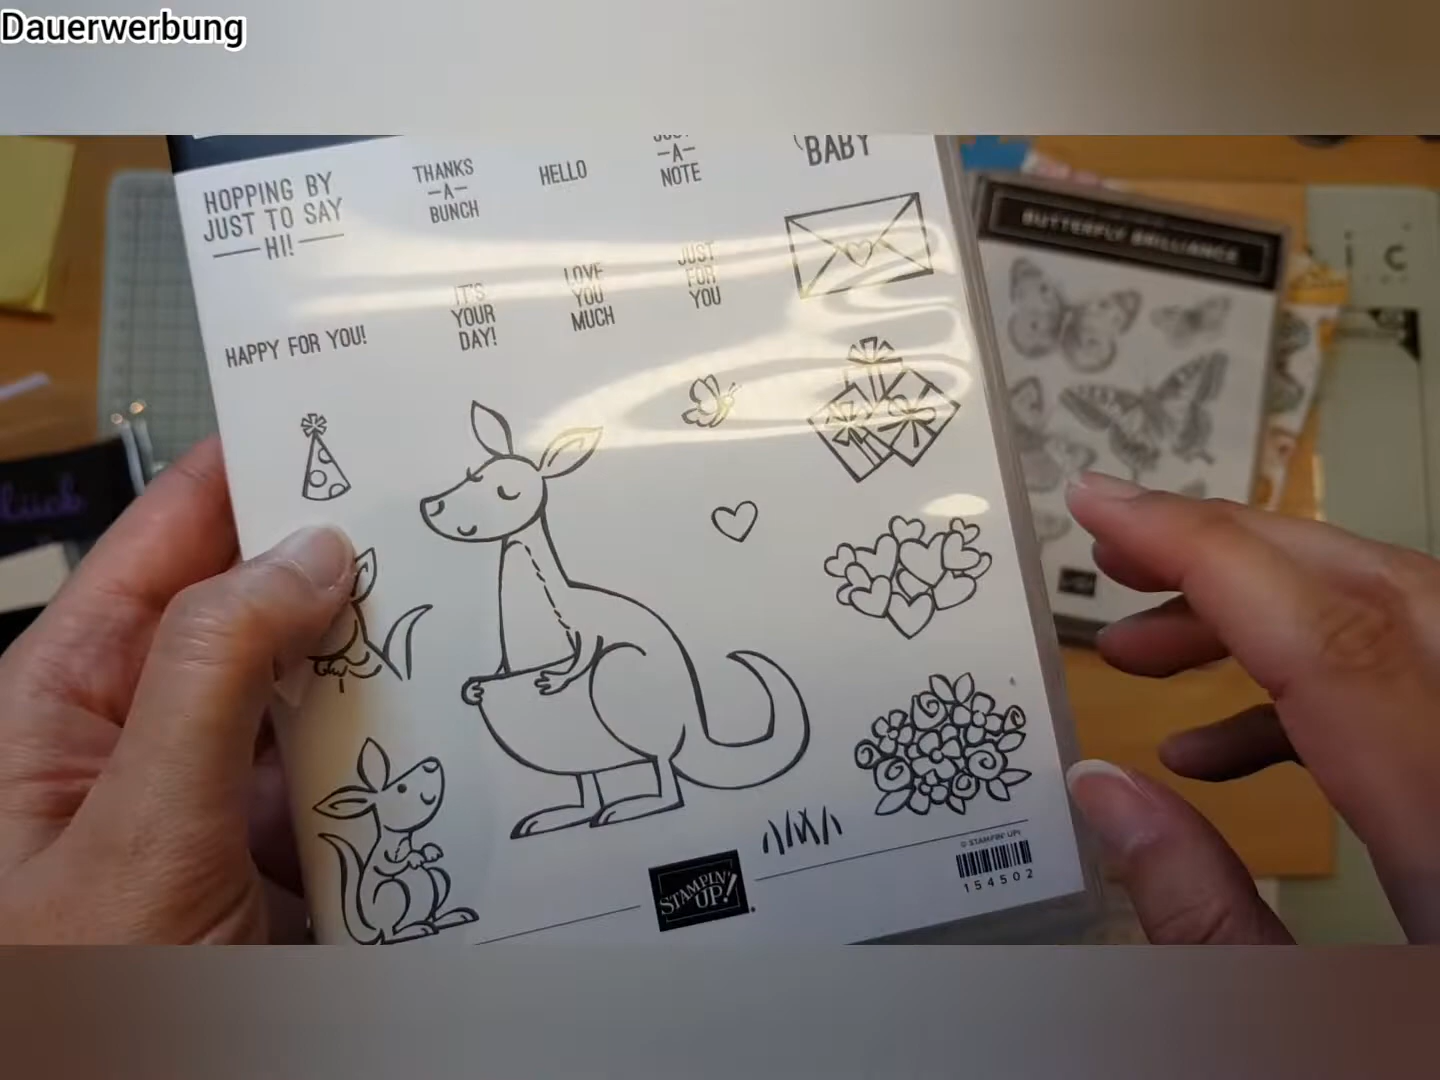 Dauerwerbung
HOPPING BY
JUST TO SAY
HI!
THANKS
-A-
BUNCH
HELLO
-A-
NOTE
BABY
HAPPY FOR YOU!
IT'S
YOUR
DAY!
LOVE
YOU
MUCH
JUST
FOR
YOU
BUTTERFLY BRILLIANCE
ic
© STAMPIN' UP!
154502
STAMPIN'
UP!